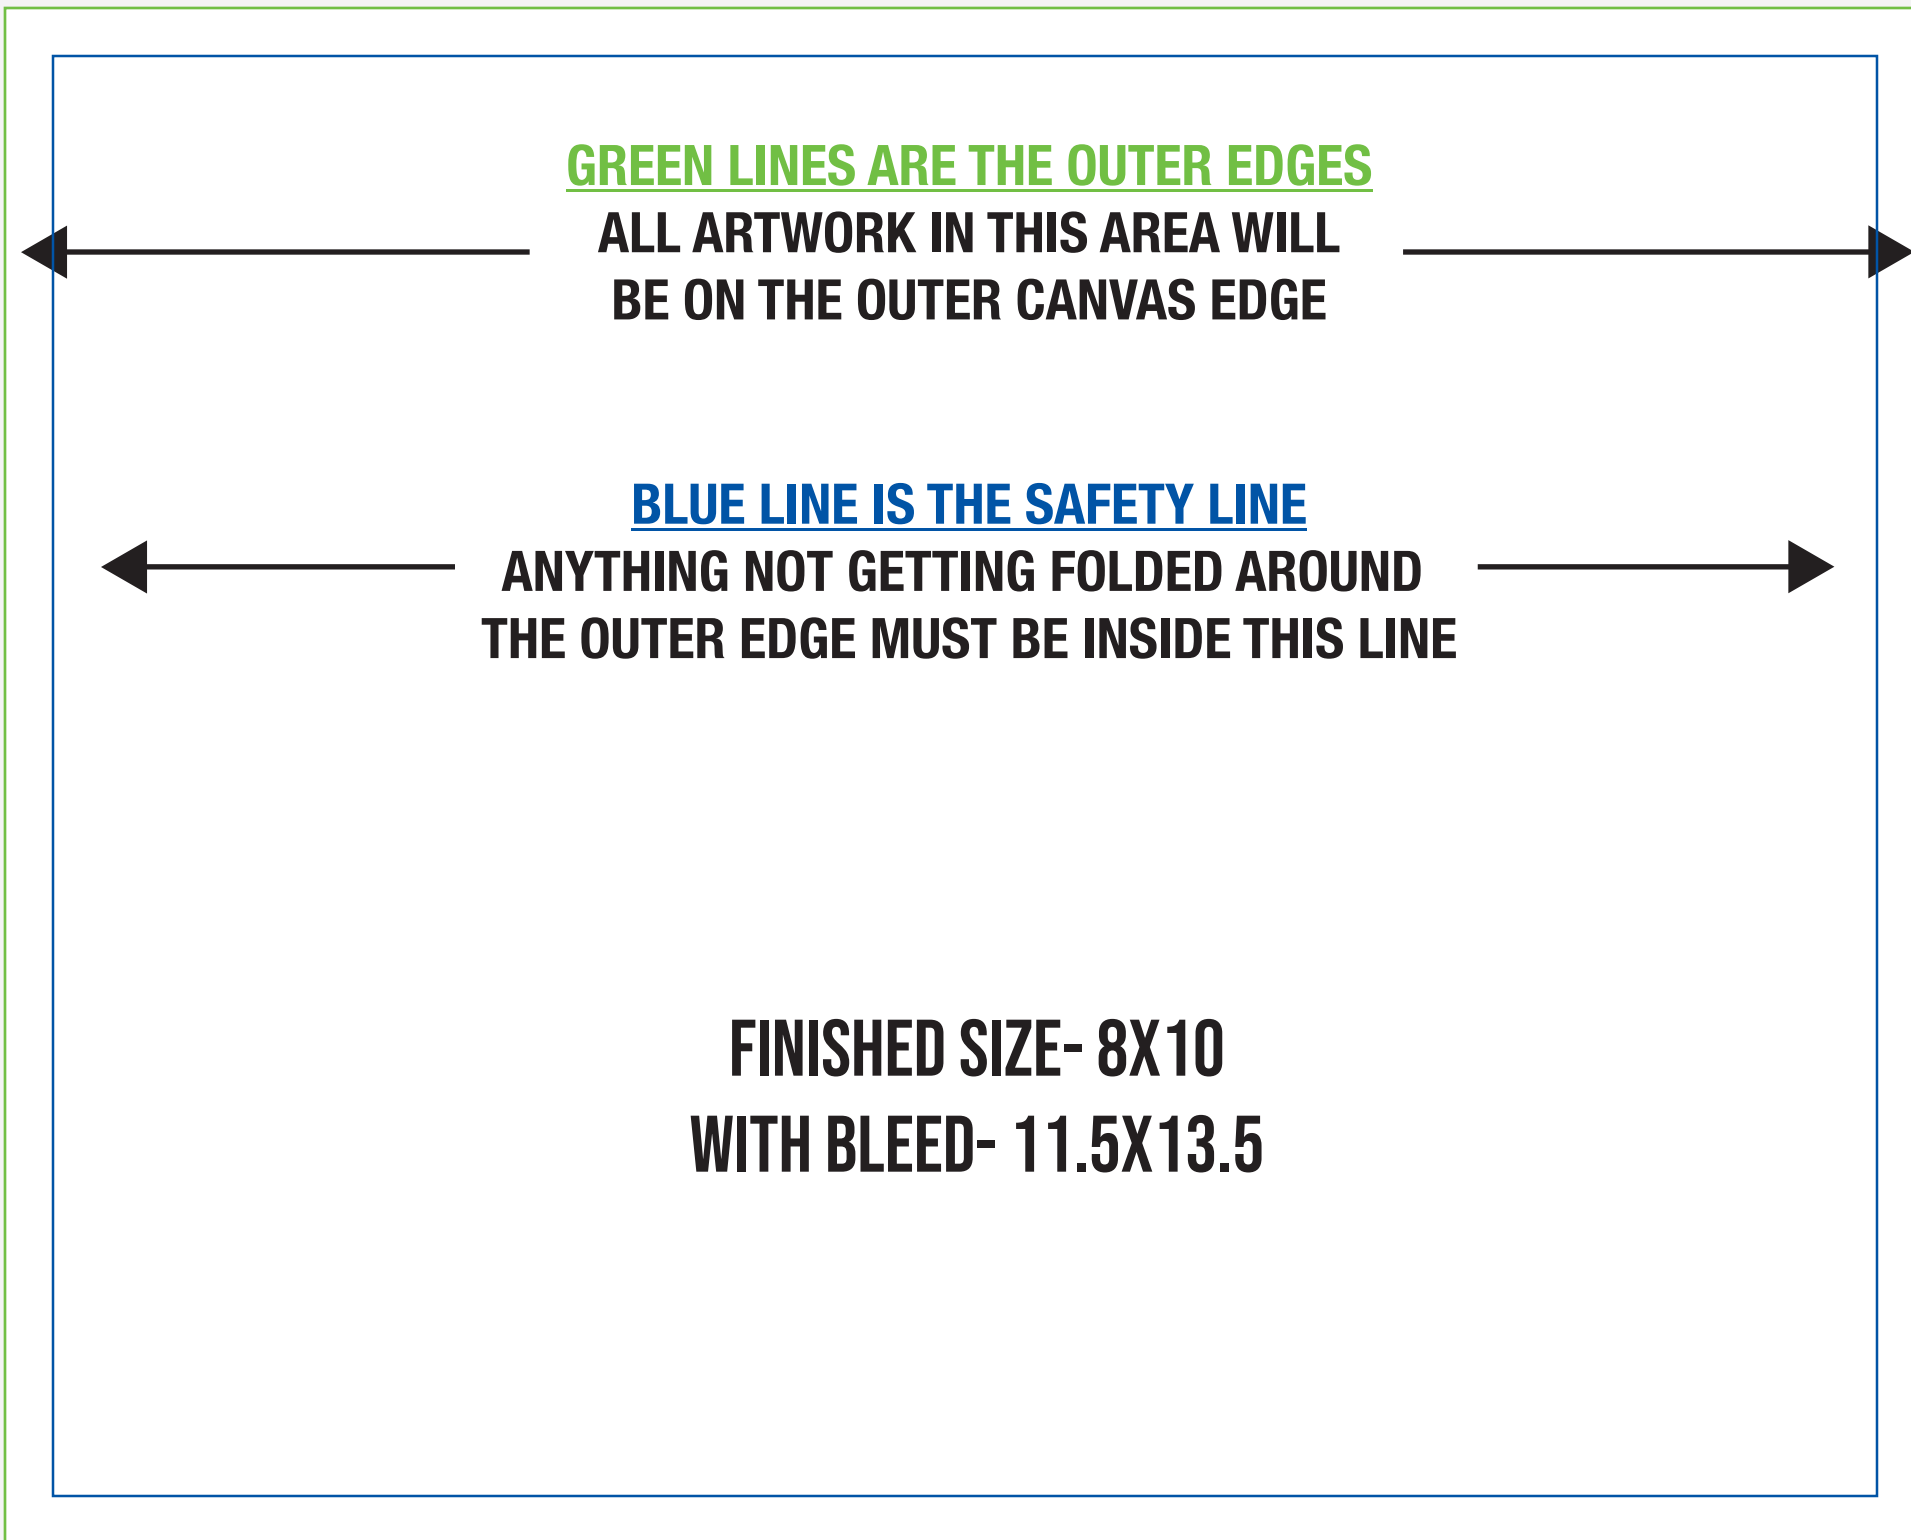 GREEN LINES ARE THE OUTER EDGES
ALL ARTWORK IN THIS AREA WILL
BE ON THE OUTER CANVAS EDGE
BLUE LINE IS THE SAFETY LINE
ANYTHING NOT GETTING FOLDED AROUND
THE OUTER EDGE MUST BE INSIDE THIS LINE
FINISHED SIZE- 8X10
WITH BLEED- 11.5X13.5